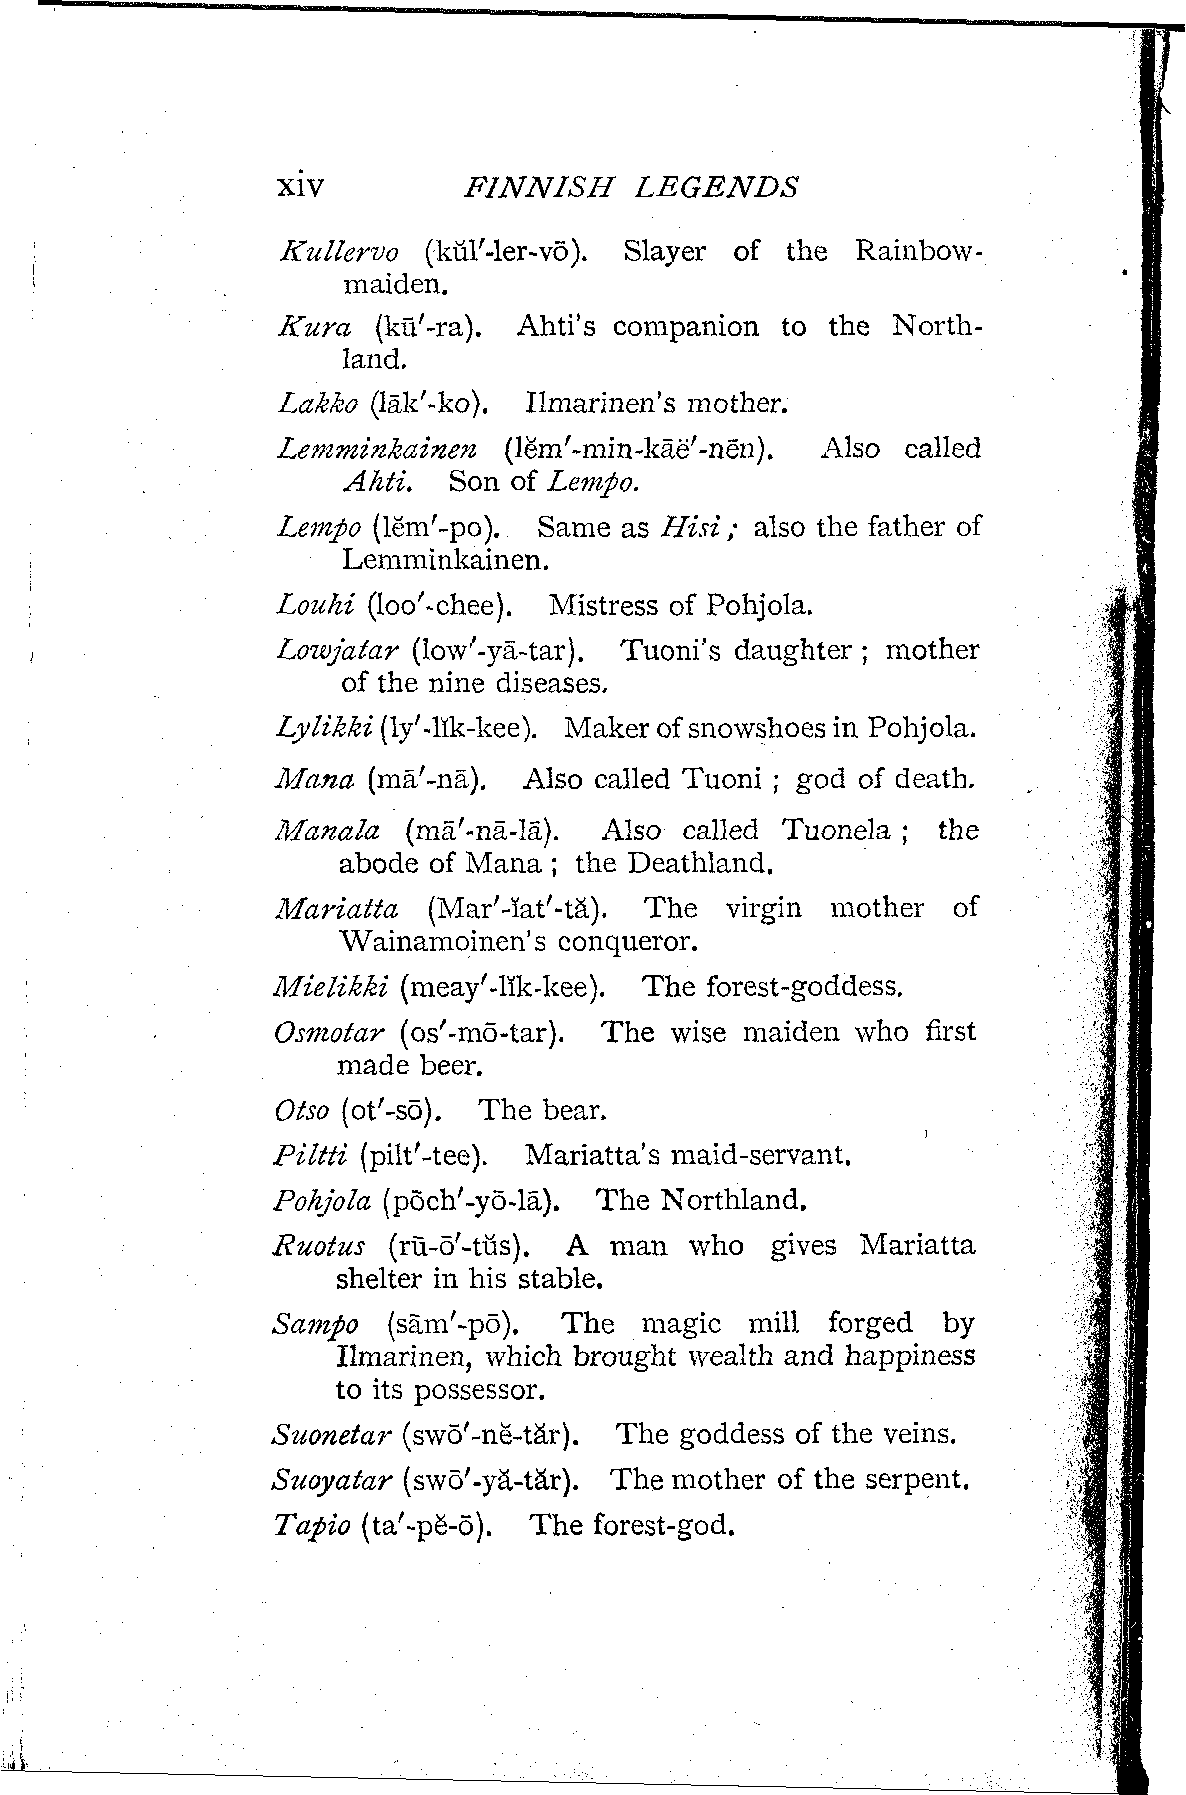 xiv FINNISH LEGENDS
Kullervo (kŭl′-ler-vō). Slayer of the Rainbow-
maiden.
Kura (kū′-ra). Ahti's companion to the North-
land.
Lakko (lāk′-ko). Ilmarinen's mother.
Lemminkainen (lĕm′-min-kāë′-nēn). Also called
Ahti. Son of Lempo.
Lempo (lĕm′-po). Same as Hisi; also the father of
Lemminkainen.
Louhi (loo′-chee). Mistress of Pohjola.
Lowjatar (low′-yā-tar). Tuoni's daughter; mother
of the nine diseases.
Lylikki (ly′-lĭk-kee). Maker of snowshoes in Pohjola.
Mana (mā′-nā). Also called Tuoni; god of death.
Manala (mā′-nā-lā). Also called Tuonela; the
abode of Mana; the Deathland.
Mariatta (Mar′-ĭat′-tă). The virgin mother of
Wainamoinen's conqueror.
Mielikki (meay′-lĭk-kee). The forest-goddess.
Osmotar (os′-mō-tar). The wise maiden who first
made beer.
Otso (ot′-sō). The bear.
Piltti (pilt′-tee). Mariatta's maid-servant.
Pohjola (pōch′-yō-lā). The Northland.
Ruotus (rū-ō′-tŭs). A man who gives Mariatta
shelter in his stable.
Sampo (sām′-pō). The magic mill forged by
Ilmarinen, which brought wealth and happiness
to its possessor.
Suonetar (swō′-nĕ-tăr). The goddess of the veins.
Suoyatar (swō′-yă-tăr). The mother of the serpent.
Tapio (ta′-pĕ-ō). The forest-god.